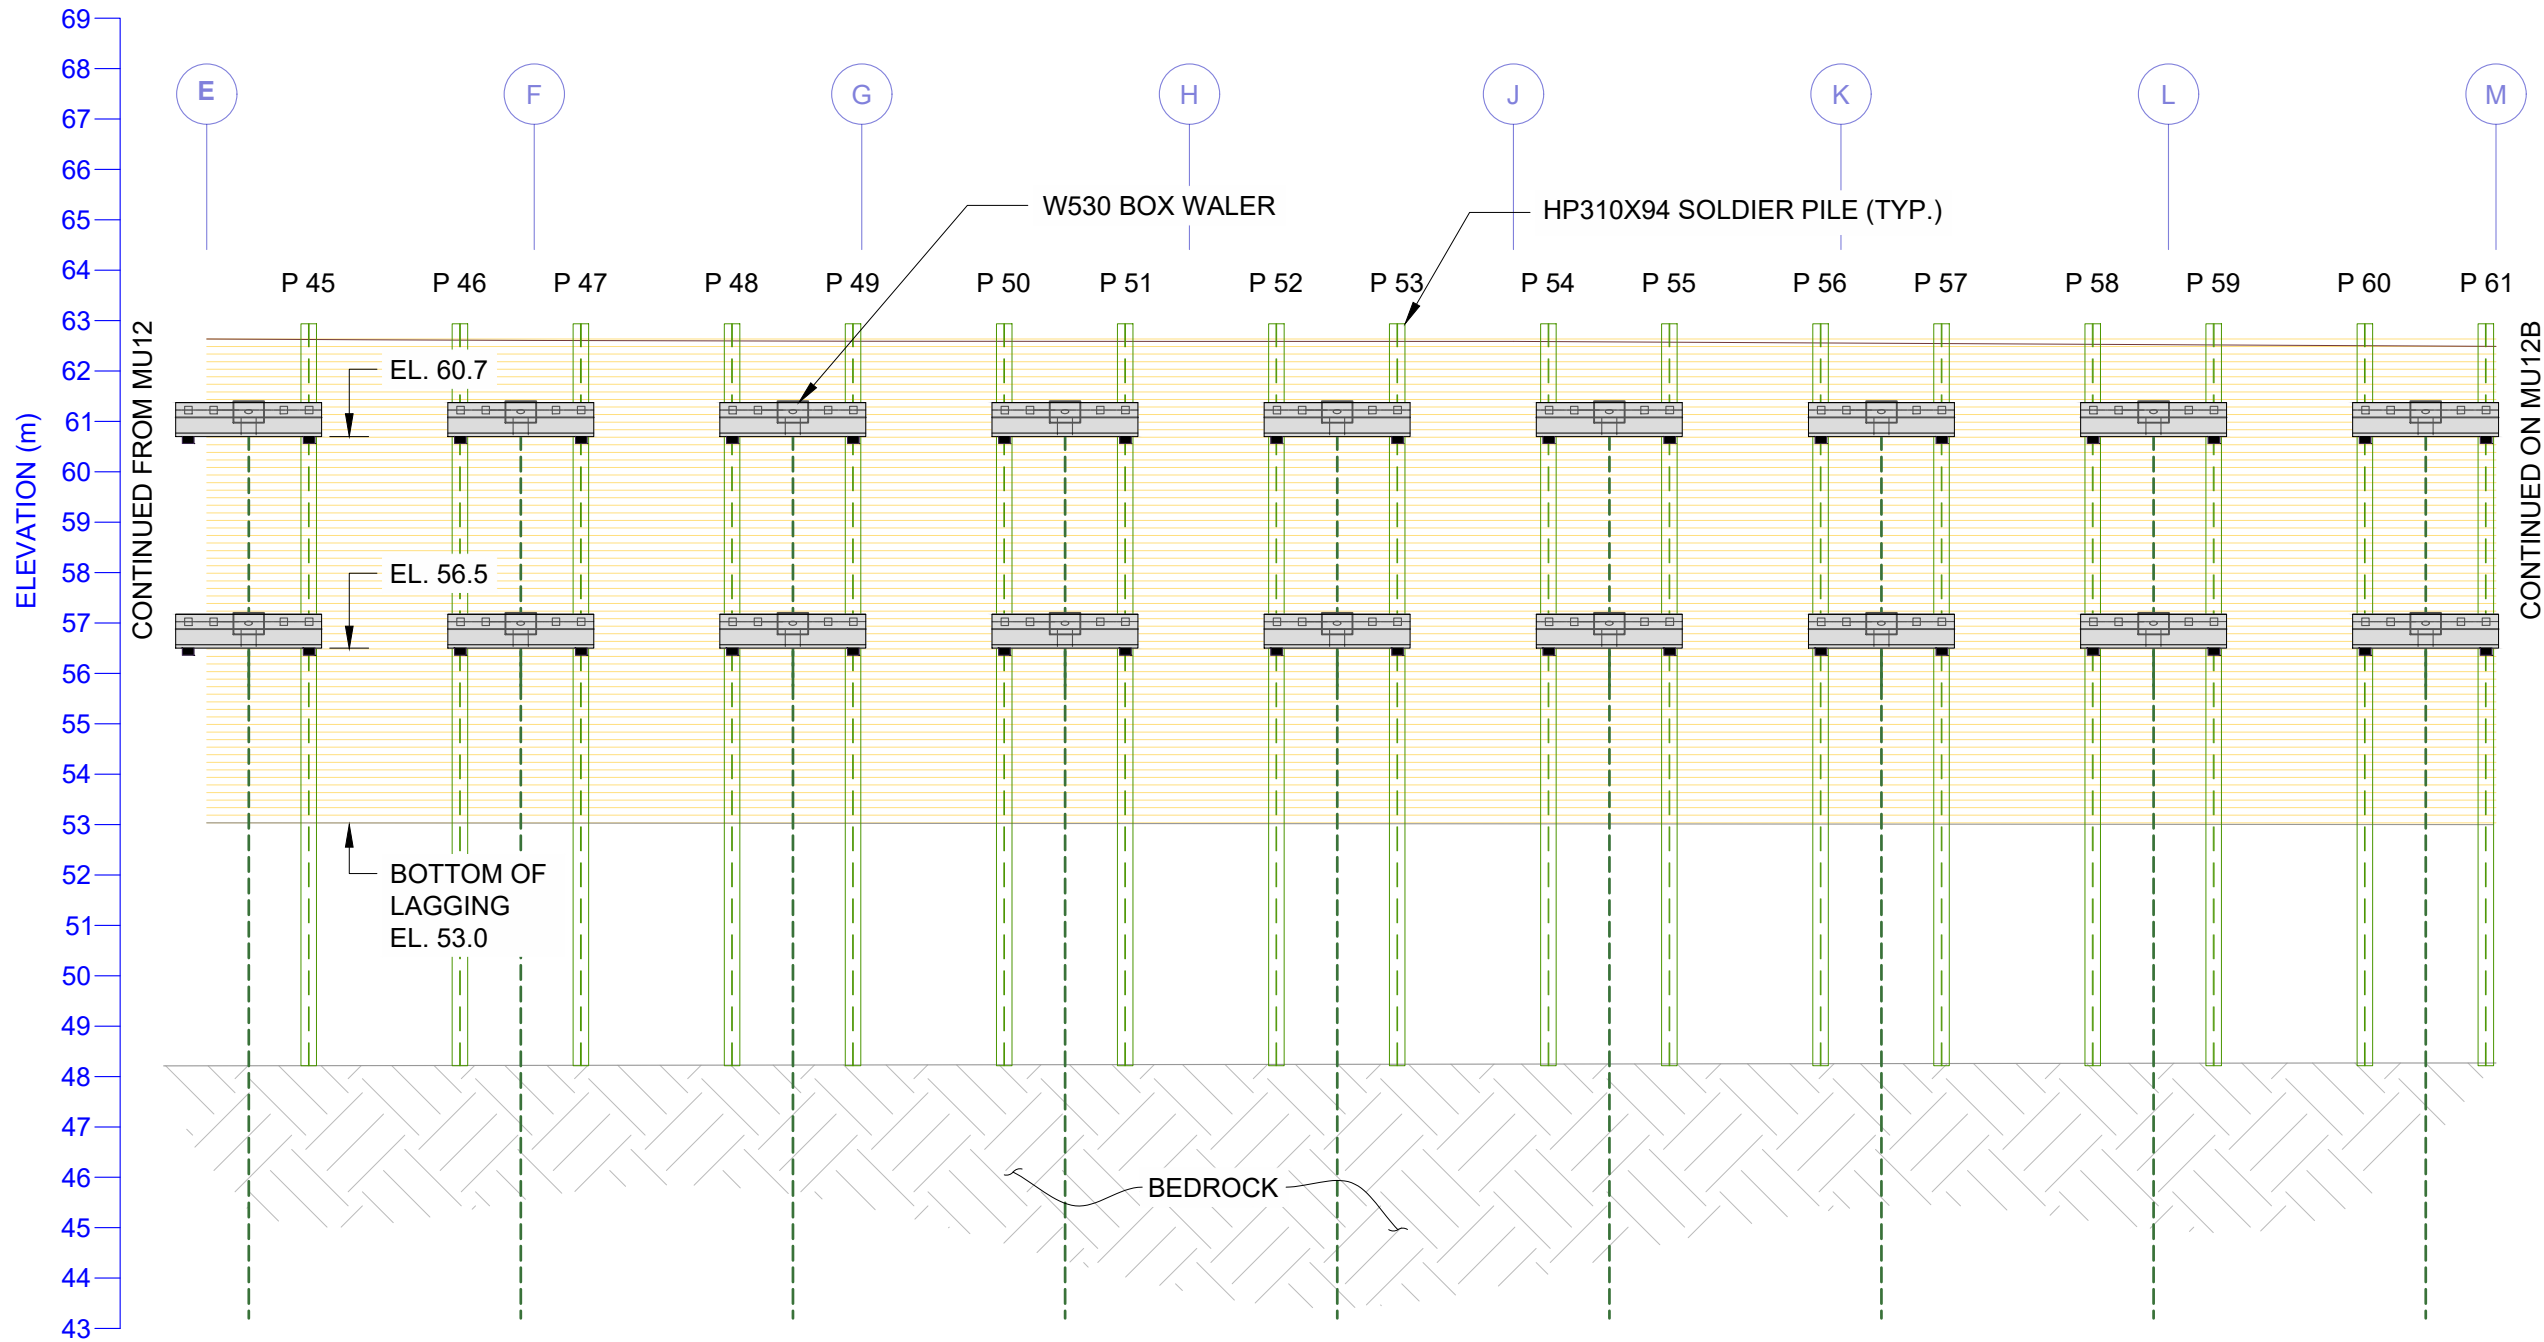 69
68
67
66
65
64
63
62
61
60
59
58
57
56
55
54
53
52
51
50
49
48
47
46
45
44
43
ELEVATION (m)
CONTINUED FROM MU12
E
F
G
H
J
K
L
M
W530 BOX WALER
HP310X94 SOLDIER PILE (TYP.)
P 45
P 46
P 47
P 48
P 49
P 50
P 51
P 52
P 53
P 54
P 55
P 56
P 57
P 58
P 59
P 60
P 61
EL. 60.7
EL. 56.5
BOTTOM OF
LAGGING
EL. 53.0
BEDROCK
CONTINUED ON MU12B